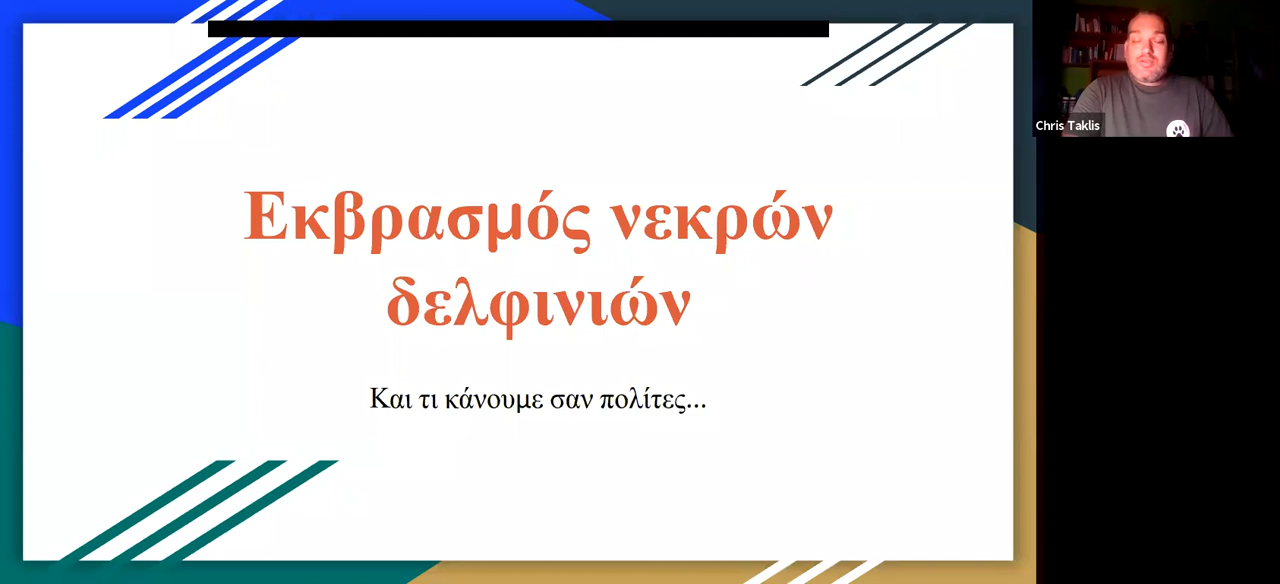 Εκβρασμός νεκρών
δελφινιών
Και τι κάνουμε σαν πολίτες...
Chris Taklis